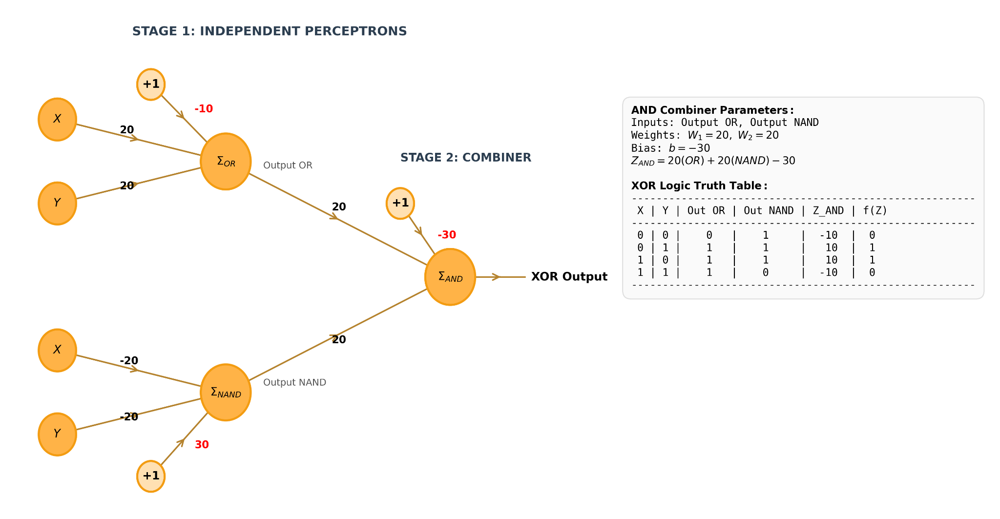 STAGE 1: INDEPENDENT PERCEPTRONS
+1
-10
X
20
Σ_OR
Output OR
Y
20
STAGE 2: COMBINER
20
+1
-30
Σ_AND
XOR Output
20
X
-20
Σ_NAND
Output NAND
Y
-20
30
+1
AND Combiner Parameters:
Inputs: Output OR, Output NAND
Weights: W₁ = 20, W₂ = 20
Bias: b = −30
Z_AND = 20(OR) + 20(NAND) − 30
XOR Logic Truth Table:
-------------------------------------------------------
X | Y | Out OR | Out NAND | Z_AND | f(Z)
-------------------------------------------------------
0 | 0 | 0 | 1 | -10 | 0
0 | 1 | 1 | 1 | 10 | 1
1 | 0 | 1 | 1 | 10 | 1
1 | 1 | 1 | 0 | -10 | 0
-------------------------------------------------------